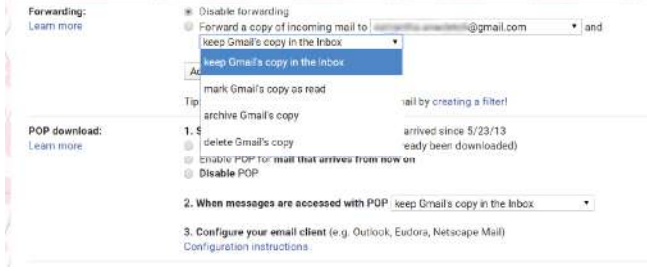 Forwarding:
Disable forwarding
Learn more
Forward a copy of incoming mail to @gmail.com and
keep Gmail's copy in the Inbox
keep Gmail's copy in the Inbox
mark Gmail's copy as read
archive Gmail's copy
delete Gmail's copy
Tip ail by creating a filter!
POP download:
Learn more
1. S arrived since 5/23/13
eady been downloaded)
Enable POP for mail that arrives from now on
Disable POP
2. When messages are accessed with POP keep Gmail's copy in the Inbox
3. Configure your email client (e.g. Outlook, Eudora, Netscape Mail)
Configuration instructions